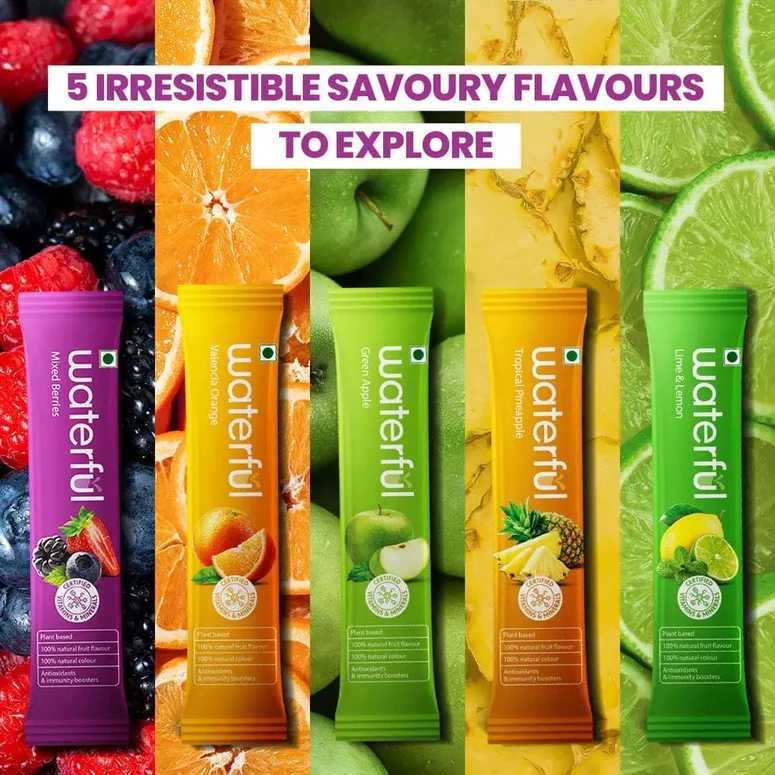 5 IRRESISTIBLE SAVOURY FLAVOURS
TO EXPLORE
waterful
Mixed Berries
CERTIFIED
VITAMINS & MINERALS
Plant based
100% natural fruit flavour
100% natural colour
Antioxidants
& immunity boosters
waterful
Valencia Orange
CERTIFIED
VITAMINS & MINERALS
Plant based
100% natural fruit flavour
100% natural colour
Antioxidants
& immunity boosters
waterful
Green Apple
CERTIFIED
VITAMINS & MINERALS
Plant based
100% natural fruit flavour
100% natural colour
Antioxidants
& immunity boosters
waterful
Tropical Pineapple
CERTIFIED
VITAMINS & MINERALS
Plant based
100% natural fruit flavour
100% natural colour
Antioxidants
& immunity boosters
waterful
Lime & Lemon
CERTIFIED
VITAMINS & MINERALS
Plant based
100% natural fruit flavour
100% natural colour
Antioxidants
& immunity boosters